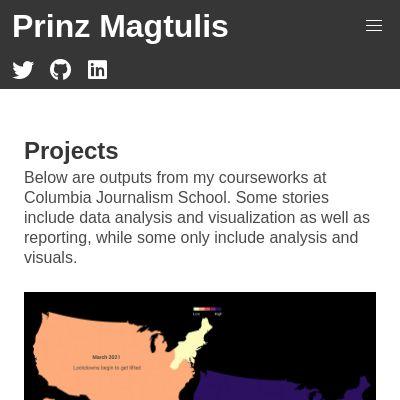 Prinz Magtulis
Projects
Below are outputs from my courseworks at
Columbia Journalism School. Some stories
include data analysis and visualization as well as
reporting, while some only include analysis and
visuals.
Low High
March 2021
Lockdowns begin to get lifted